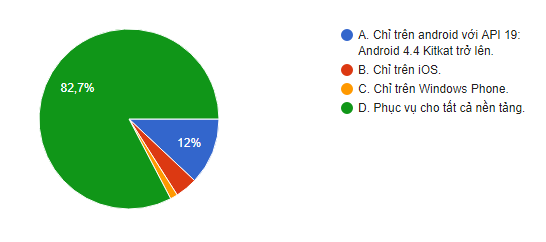 82,7%
12%
A. Chỉ trên android với API 19:
Android 4.4 Kitkat trở lên.
B. Chỉ trên iOS.
C. Chỉ trên Windows Phone.
D. Phục vụ cho tất cả nền tảng.